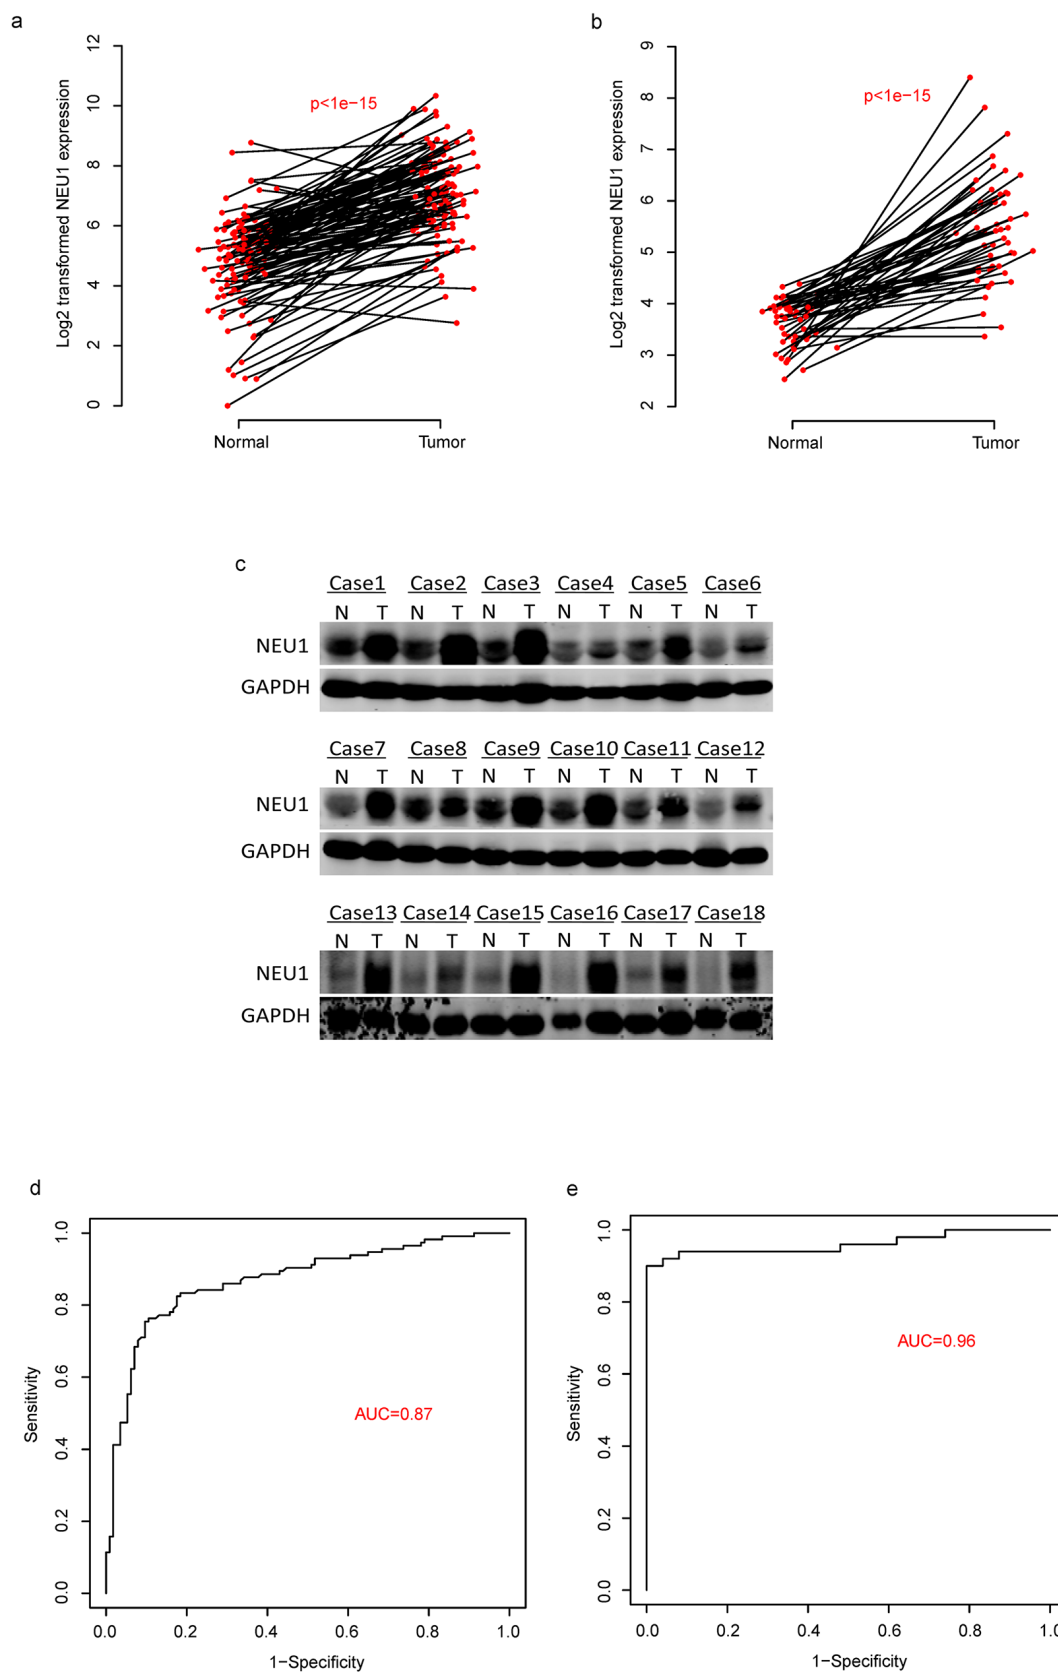 a
Log2 transformed NEU1 expression
12
10
8
6
4
2
0
p<1e−15
Normal Tumor
b
Log2 transformed NEU1 expression
9
8
7
6
5
4
3
2
p<1e−15
Normal Tumor
c
Case1 Case2 Case3 Case4 Case5 Case6
N T N T N T N T N T N T
NEU1
GAPDH
Case7 Case8 Case9 Case10 Case11 Case12
N T N T N T N T N T N T
NEU1
GAPDH
Case13 Case14 Case15 Case16 Case17 Case18
N T N T N T N T N T N T
NEU1
GAPDH
d
Sensitivity
1.0
0.8
0.6
0.4
0.2
0.0
AUC=0.87
0.0 0.2 0.4 0.6 0.8 1.0
1−Specificity
e
Sensitivity
1.0
0.8
0.6
0.4
0.2
0.0
AUC=0.96
0.0 0.2 0.4 0.6 0.8
1−Specificity